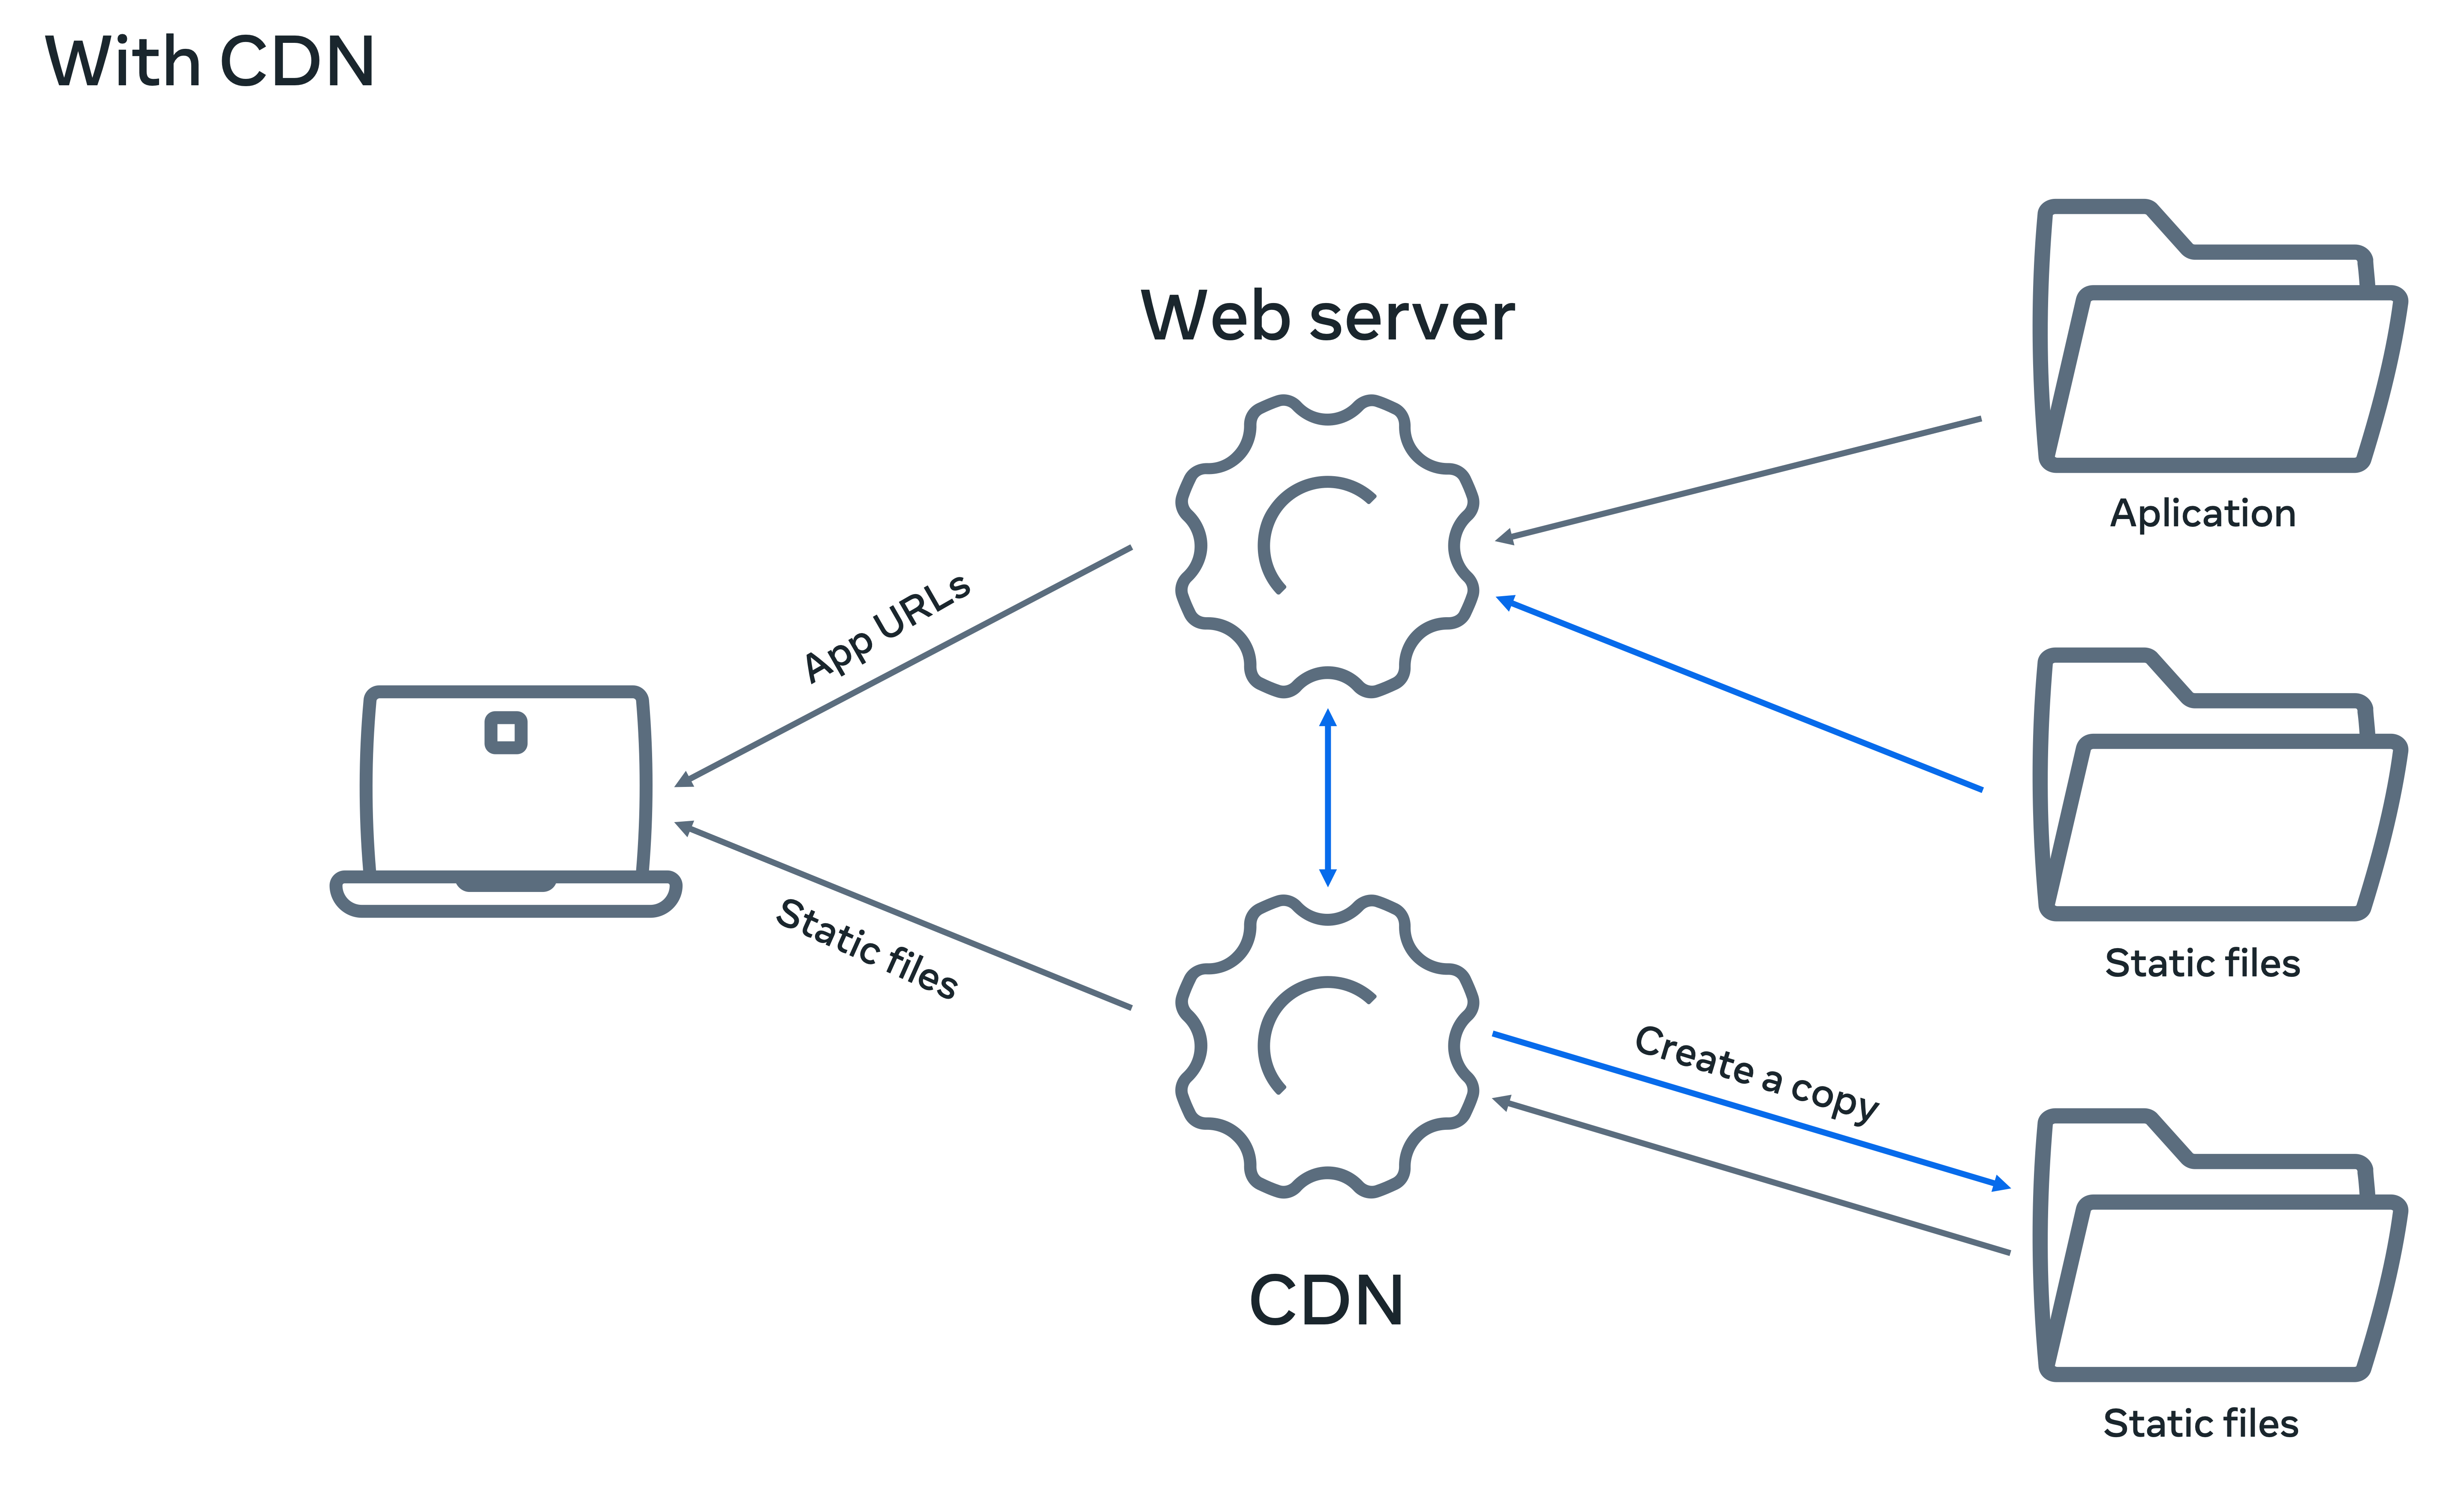 With CDN
Web server
Aplication
App URLs
Static files
Static files
Create a copy
CDN
Static files